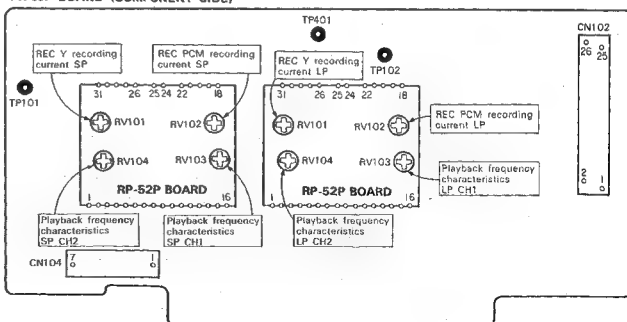 TP401
CN102
REC Y recording
current SP
REC PCM recording
current SP
REC Y recording
current LP
TP102
26
25
TP101
31 26 25 24 22 18
31 26 25 24 22 18
RV101
RV102
RV101
RV102
REC PCM recording
current LP
RV104
RV103
RV104
RV103
Playback frequency
characteristics
LP CH1
RP-52P BOARD
RP-52P BOARD
2
1
1
16
1
16
Playback frequency
characteristics
SP CH2
Playback frequency
characteristics
SP CH1
Playback frequency
characteristics
LP CH2
CN104
7
1